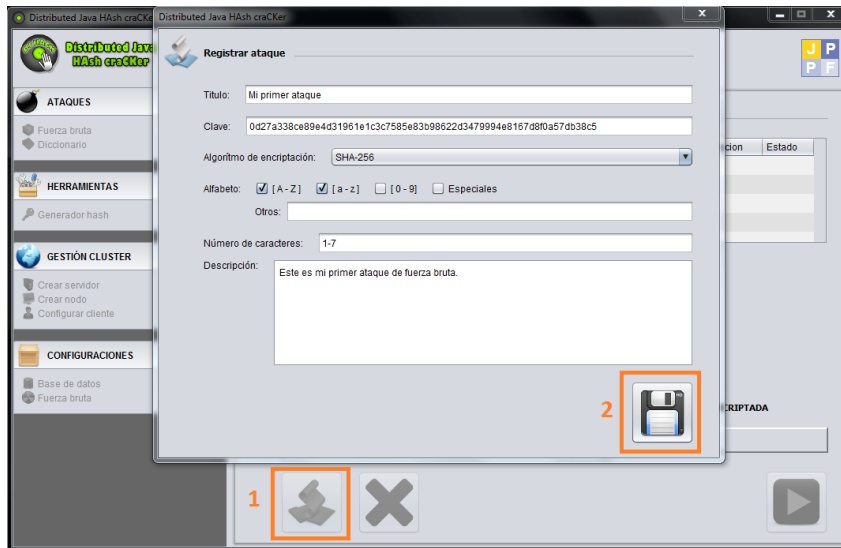 Distributed Java HAsh craCKe
Distributed Java HAsh craCKer
x
x
Distributed Java
HAsh craCKer
J P
P F
Registrar ataque
Titulo: Mi primer ataque
Clave: 0d27a338ce89e4d31961e1c3c7585e83b98622d3479994e8167d8f0a57db38c5
Algoritmo de encriptación: SHA-256
Alfabeto: [ A - Z ] [ a - z ] [ 0 - 9] Especiales
Otros:
Número de caracteres: 1-7
Descripción: Este es mi primer ataque de fuerza bruta.
ATAQUES
Fuerza bruta
Diccionario
HERRAMIENTAS
Generador hash
GESTIÓN CLUSTER
Crear servidor
Crear nodo
Configurar cliente
CONFIGURACIONES
Base de datos
Fuerza bruta
cion Estado
CRIPTADA
2
1